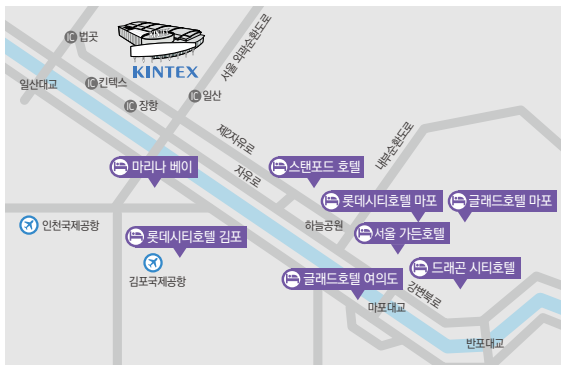 IC 법곳
KINTEX
KINTEX
서울 외곽순환도로
일산대교
IC 킨텍스
IC 일산
IC 장항
제2자유로
내부순환도로
마리나 베이
자유로
스탠포드 호텔
롯데시티호텔 마포
글래드호텔 마포
인천국제공항
하늘공원
서울 가든호텔
롯데시티호텔 김포
드래곤 시티호텔
김포국제공항
글래드호텔 여의도
강변북로
마포대교
반포대교